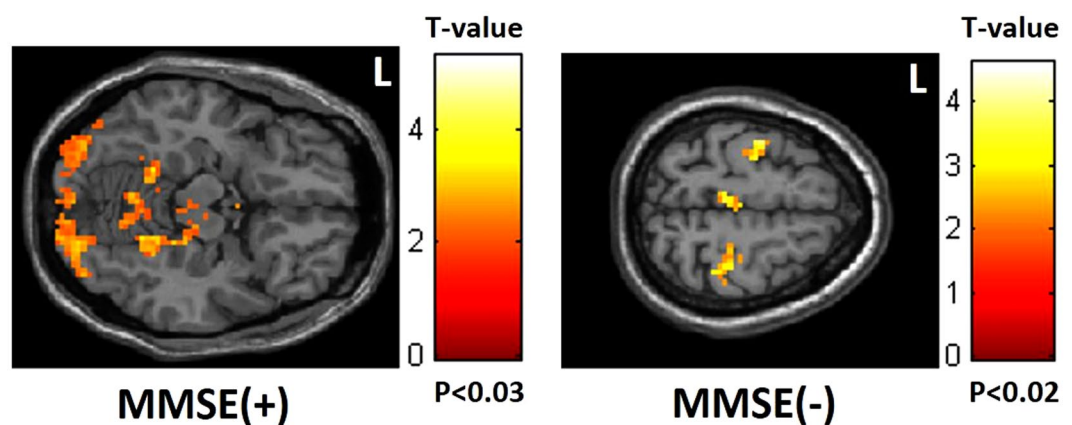 T-value
L
4
2
0
P<0.03
MMSE(+)
T-value
L
4
3
2
1
0
P<0.02
MMSE(-)